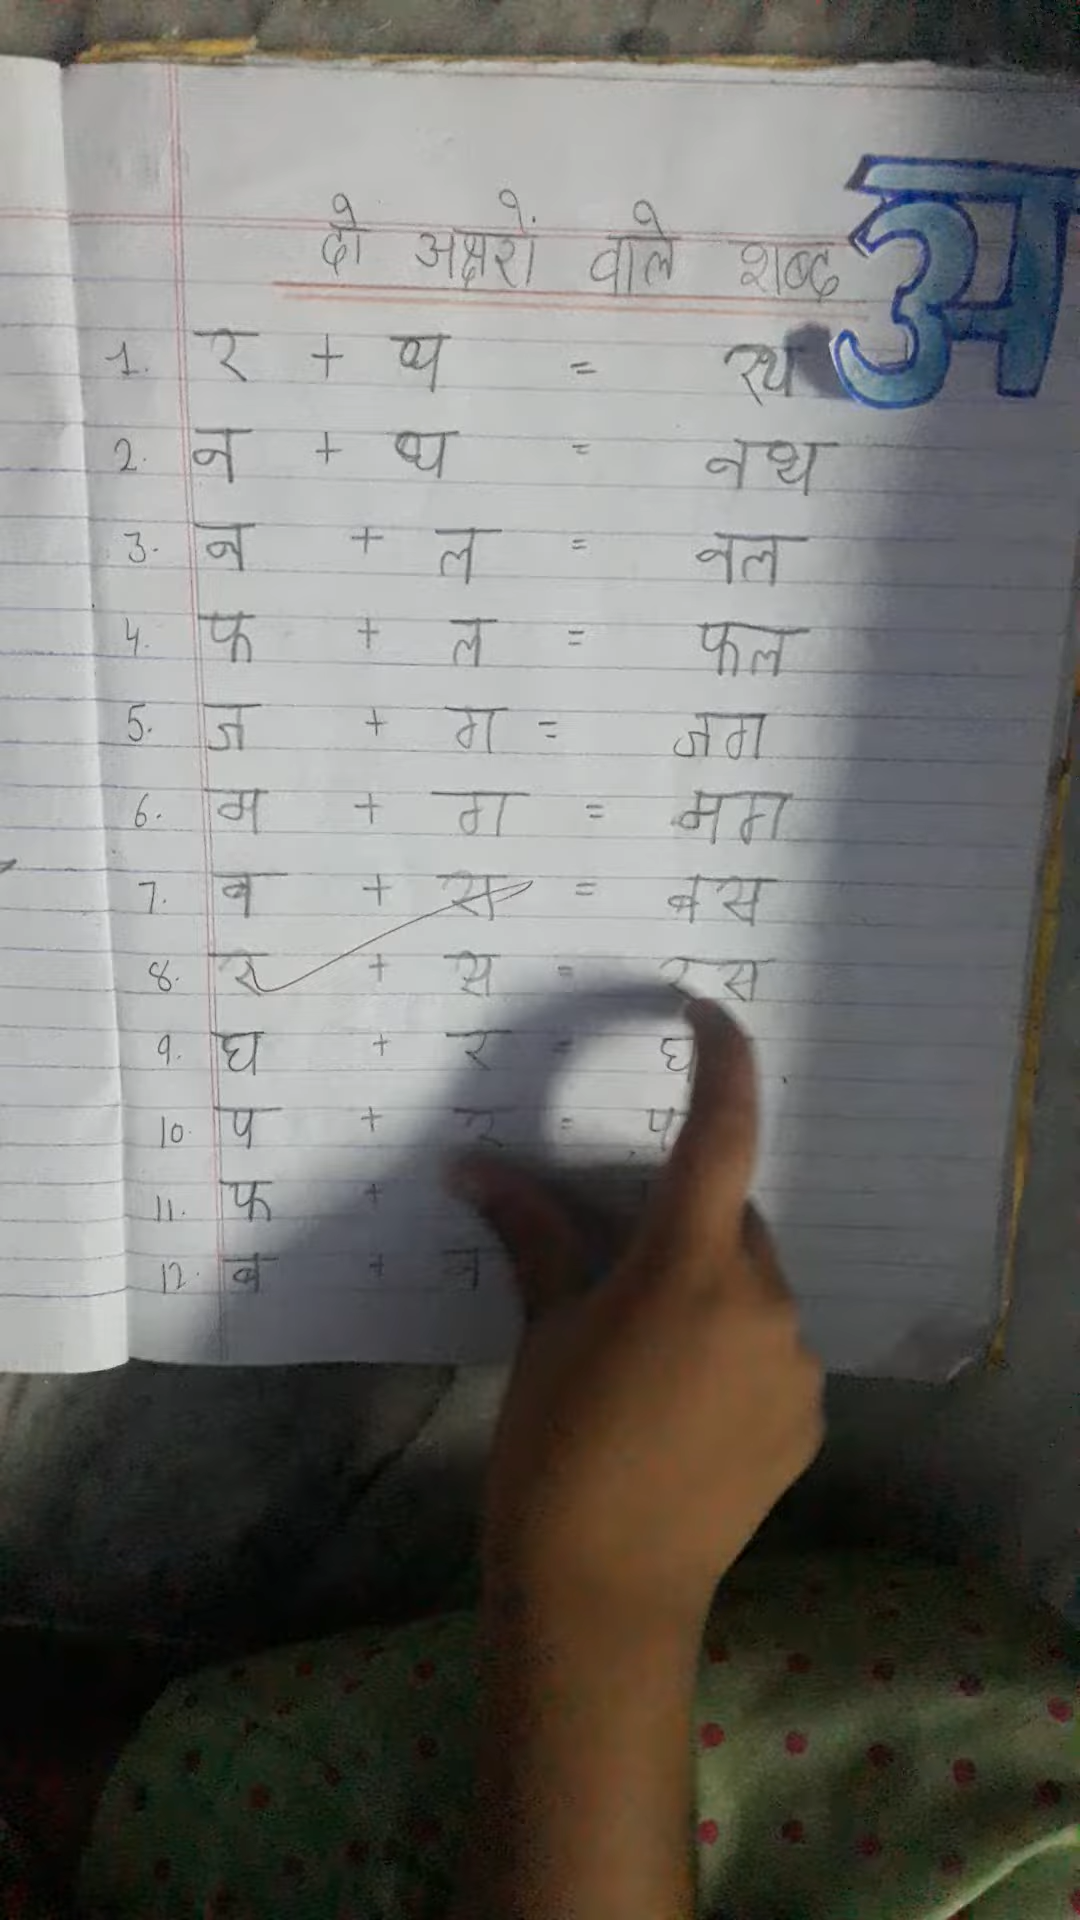 दो अक्षरों वाले शब्द
अ
1. र + थ = रथ
2. न + थ = नथ
3. न + ल = नल
4. फ + ल = फल
5. ज + ग = जग
6. म + ग = मग
7. ब + स = बस
8. र + स = रस
9. घ + र = घ
10. प + र = प
11. फ +
12. ब +